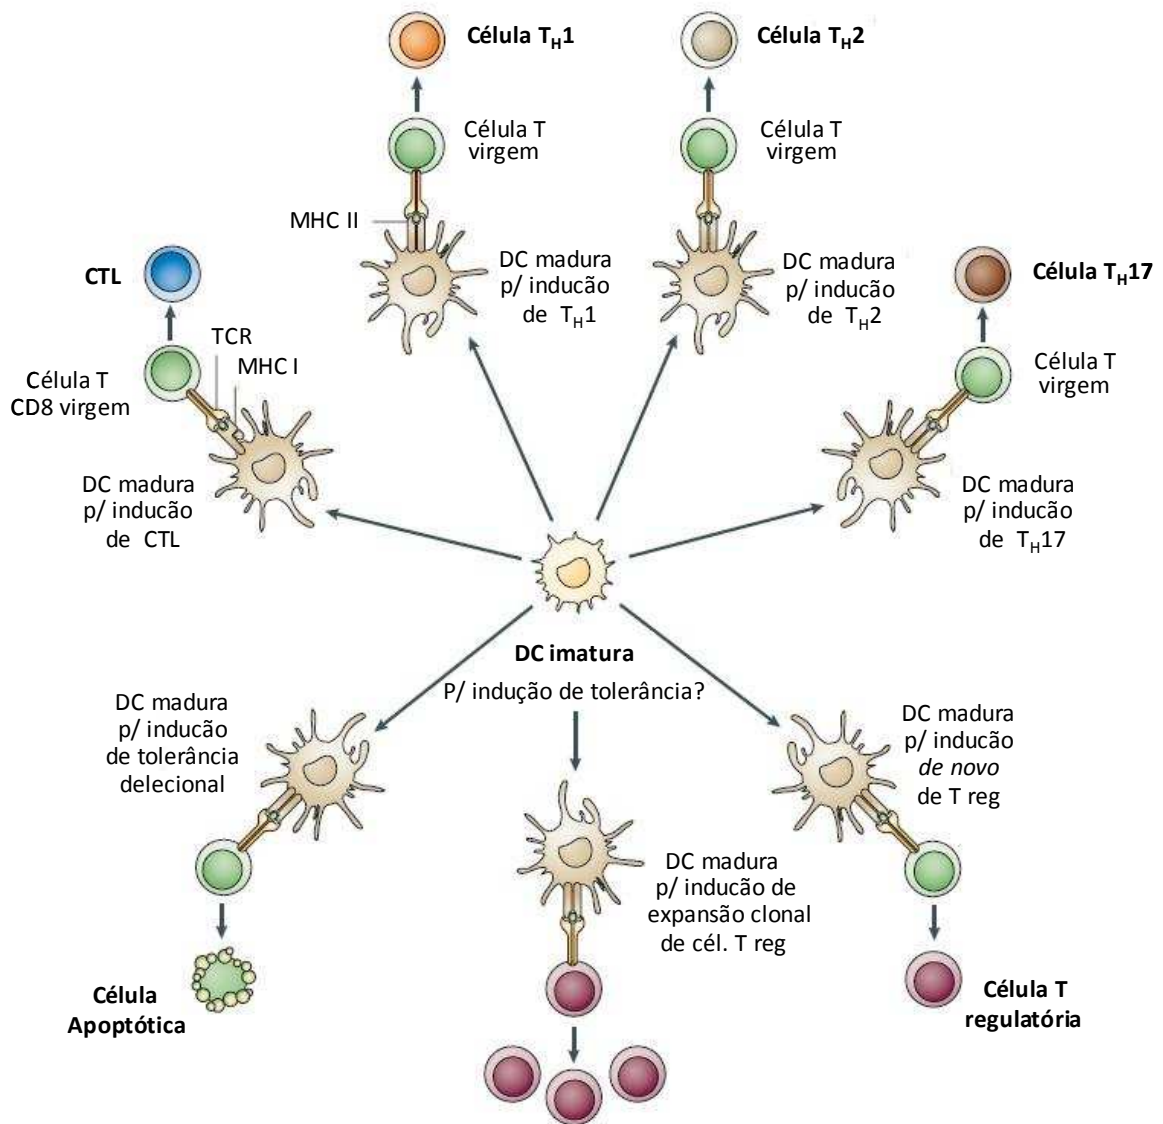 Célula TH1
Célula TH2
Célula T
virgem
Célula T
virgem
MHC II
DC madura
p/ indução
de TH1
DC madura
p/ indução
de TH2
CTL
Célula TH17
TCR
MHC I
Célula T
CD8 virgem
Célula T
virgem
DC madura
p/ indução
de CTL
DC madura
p/ indução
de TH17
DC imatura
P/ indução de tolerância?
DC madura
p/ indução
de tolerância
delecional
DC madura
p/ indução
de novo
de T reg
DC madura
p/ indução de
expansão clonal
de cél. T reg
Célula
Apoptótica
Célula T
regulatória